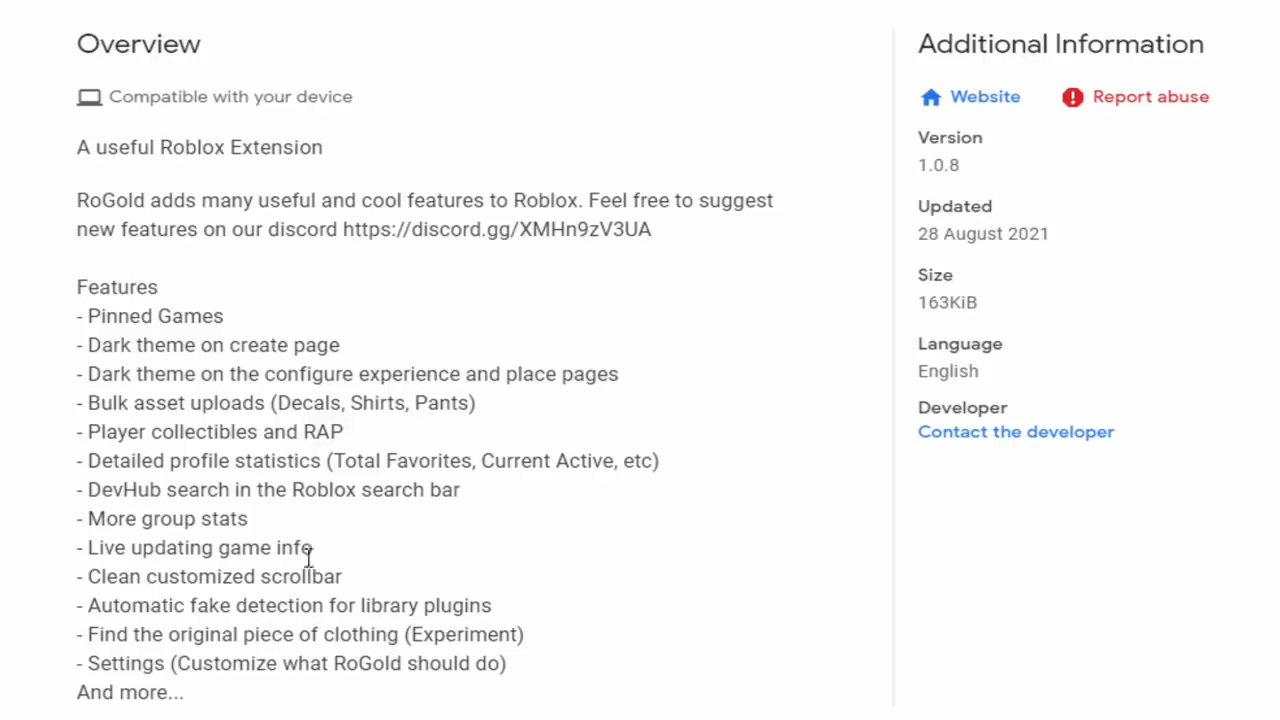 Overview
Compatible with your device
A useful Roblox Extension
RoGold adds many useful and cool features to Roblox. Feel free to suggest
new features on our discord https://discord.gg/XMHn9zV3UA
Features
- Pinned Games
- Dark theme on create page
- Dark theme on the configure experience and place pages
- Bulk asset uploads (Decals, Shirts, Pants)
- Player collectibles and RAP
- Detailed profile statistics (Total Favorites, Current Active, etc)
- DevHub search in the Roblox search bar
- More group stats
- Live updating game info
- Clean customized scrollbar
- Automatic fake detection for library plugins
- Find the original piece of clothing (Experiment)
- Settings (Customize what RoGold should do)
And more...
Additional Information
Website
Report abuse
Version
1.0.8
Updated
28 August 2021
Size
163KiB
Language
English
Developer
Contact the developer